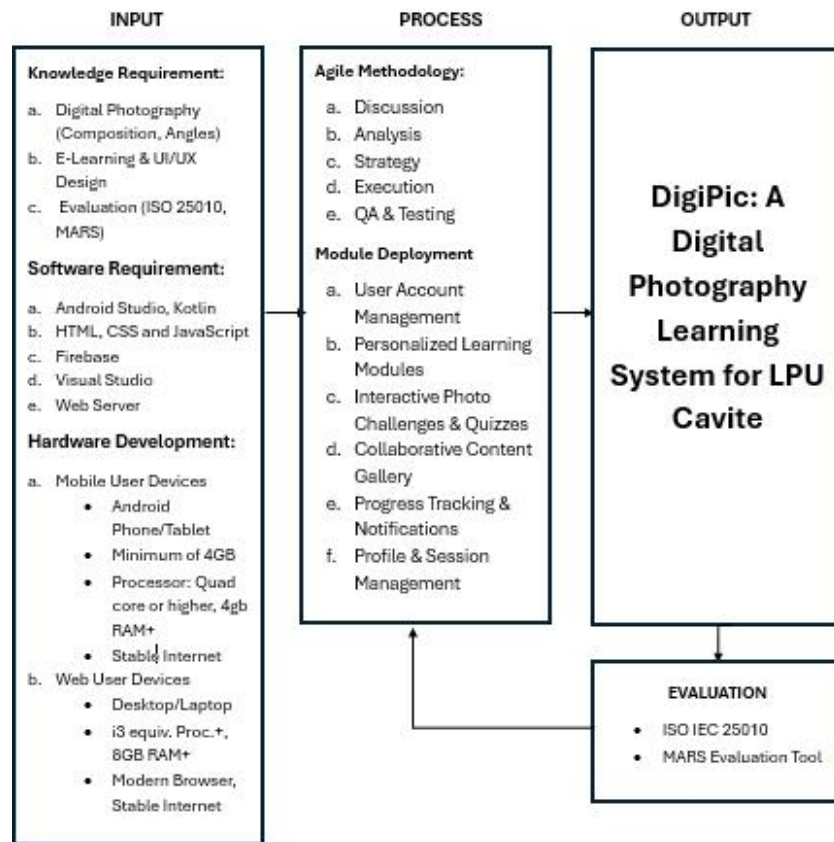 INPUT
Knowledge Requirement:
a. Digital Photography
(Composition, Angles)
b. E-Learning & UI/UX
Design
c. Evaluation (ISO 25010,
MARS)
Software Requirement:
a. Android Studio, Kotlin
b. HTML, CSS and JavaScript
c. Firebase
d. Visual Studio
e. Web Server
Hardware Development:
a. Mobile User Devices
• Android
Phone/Tablet
• Minimum of 4GB
• Processor: Quad
core or higher, 4gb
RAM+
• Stable Internet
b. Web User Devices
• Desktop/Laptop
• i3 equiv. Proc.+,
8GB RAM+
• Modern Browser,
Stable Internet
PROCESS
Agile Methodology:
a. Discussion
b. Analysis
c. Strategy
d. Execution
e. QA & Testing
Module Deployment
a. User Account
Management
b. Personalized Learning
Modules
c. Interactive Photo
Challenges & Quizzes
d. Collaborative Content
Gallery
e. Progress Tracking &
Notifications
f. Profile & Session
Management
OUTPUT
DigiPic: A
Digital
Photography
Learning
System for LPU
Cavite
EVALUATION
• ISO IEC 25010
• MARS Evaluation Tool